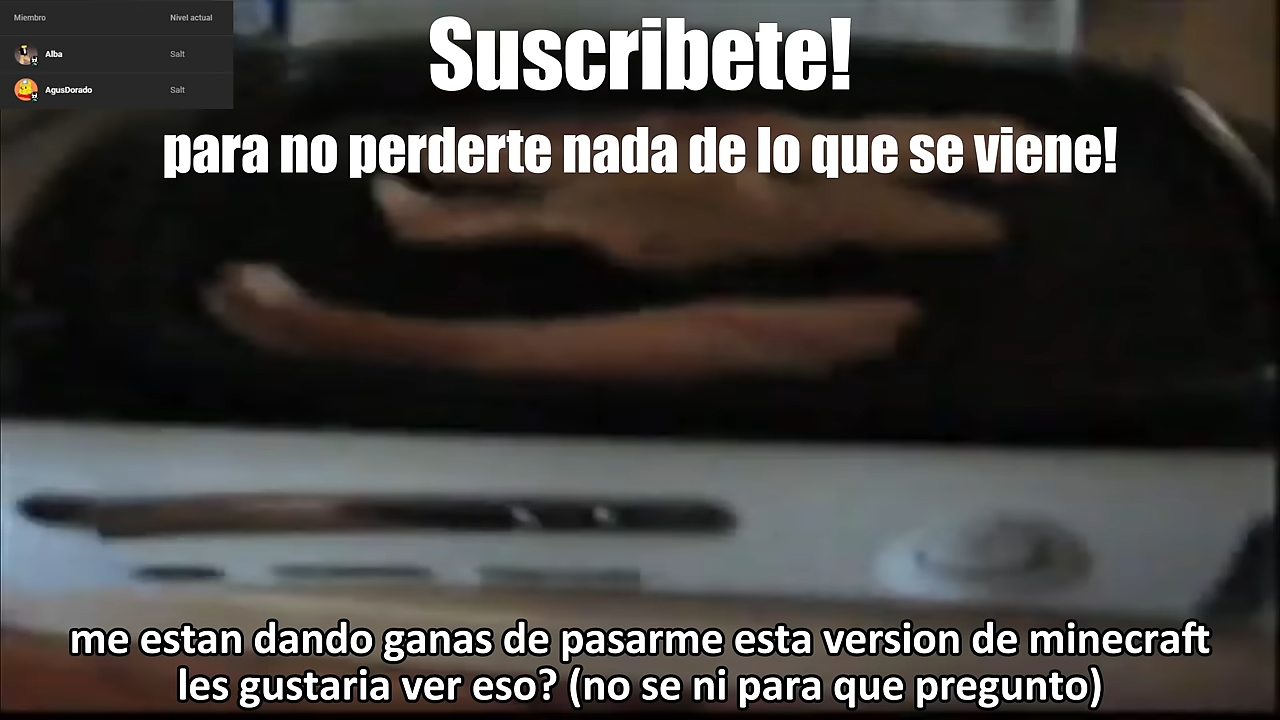 Miembro Nivel actual
Alba Salt
AgusDorado Salt
Suscribete!
para no perderte nada de lo que se viene!
me estan dando ganas de pasarme esta version de minecraft
les gustaria ver eso? (no se ni para que pregunto)